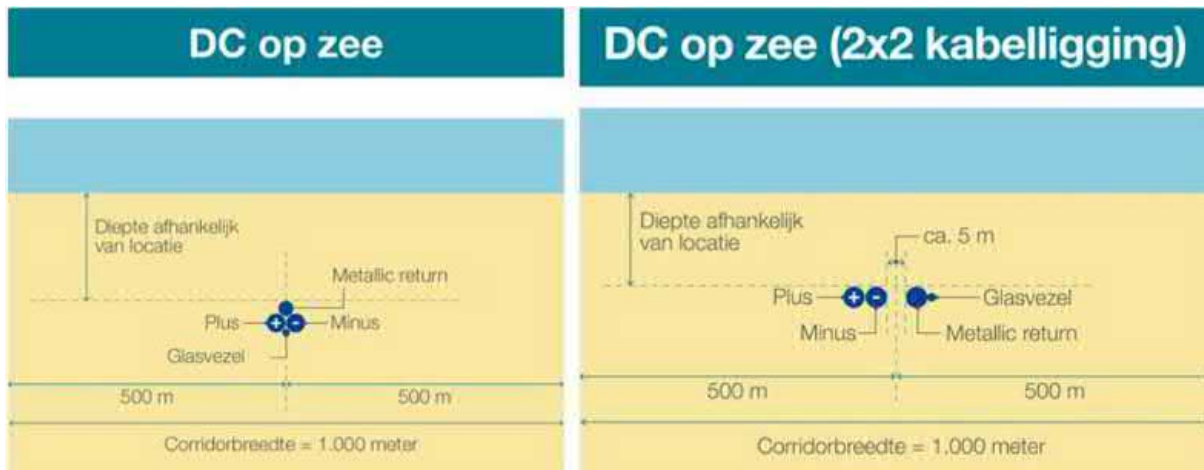 DC op zee
Diepte afhankelijk
van locatie
Metallic return
Plus
+
-
Minus
Glasvezel
500 m
500 m
Corridorbreedte = 1.000 meter
DC op zee (2x2 kabelligging)
Diepte afhankelijk
van locatie
ca. 5 m
Plus
+
-
Glasvezel
Minus
Metallic return
500 m
500 m
Corridorbreedte = 1.000 meter